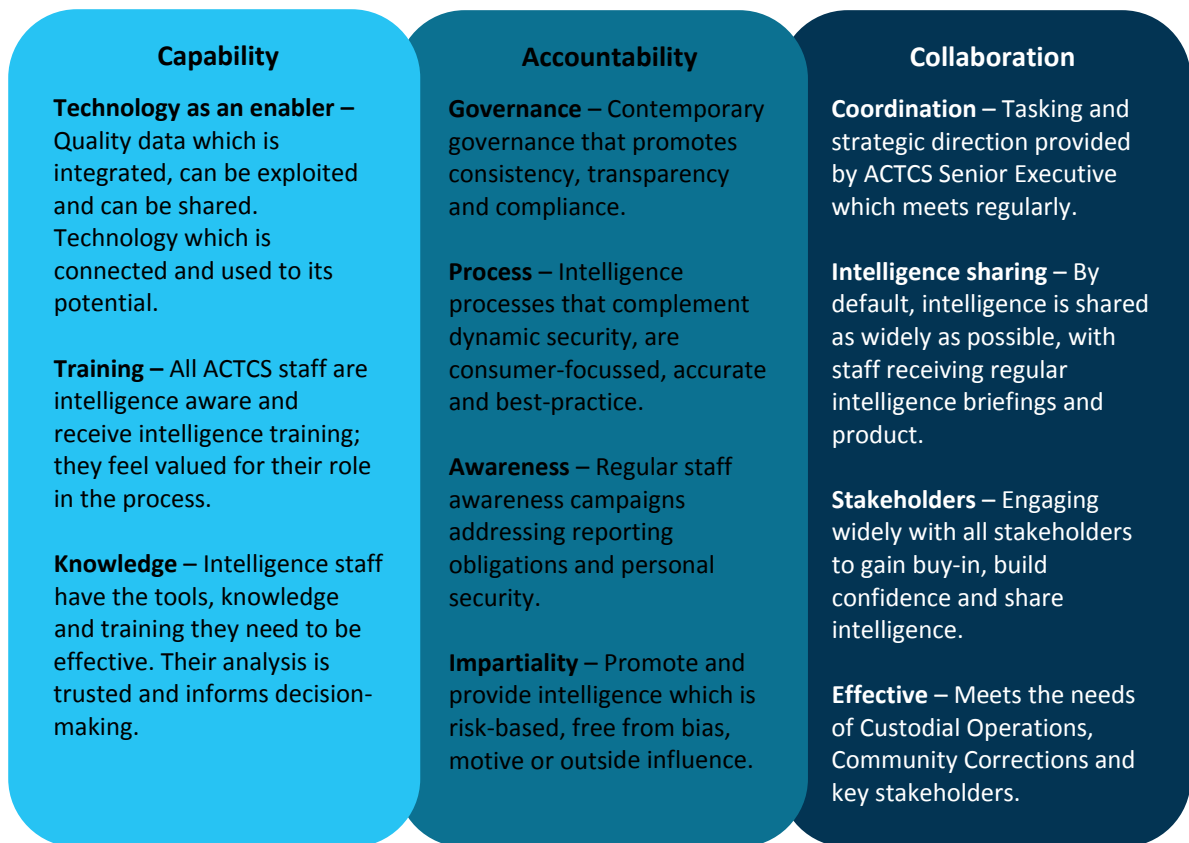 Capability
Technology as an enabler –
Quality data which is
integrated, can be exploited
and can be shared.
Technology which is
connected and used to its
potential.
Training – All ACTCS staff are
intelligence aware and
receive intelligence training;
they feel valued for their role
in the process.
Knowledge – Intelligence staff
have the tools, knowledge
and training they need to be
effective. Their analysis is
trusted and informs decision-
making.
Accountability
Governance – Contemporary
governance that promotes
consistency, transparency
and compliance.
Process – Intelligence
processes that complement
dynamic security, are
consumer-focussed, accurate
and best-practice.
Awareness – Regular staff
awareness campaigns
addressing reporting
obligations and personal
security.
Impartiality – Promote and
provide intelligence which is
risk-based, free from bias,
motive or outside influence.
Collaboration
Coordination – Tasking and
strategic direction provided
by ACTCS Senior Executive
which meets regularly.
Intelligence sharing – By
default, intelligence is shared
as widely as possible, with
staff receiving regular
intelligence briefings and
product.
Stakeholders – Engaging
widely with all stakeholders
to gain buy-in, build
confidence and share
intelligence.
Effective – Meets the needs
of Custodial Operations,
Community Corrections and
key stakeholders.